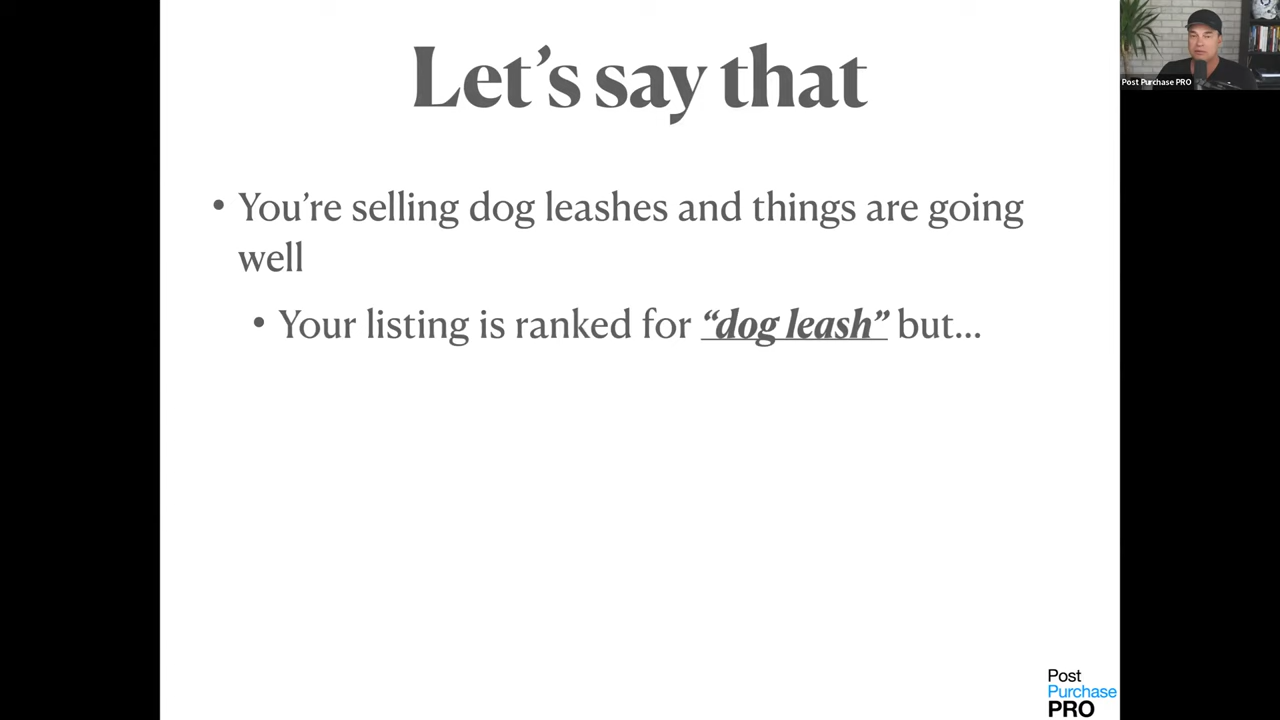 Let’s say that
• You’re selling dog leashes and things are going
well
• Your listing is ranked for “dog leash” but...
Post Purchase PRO
Post
Purchase
PRO